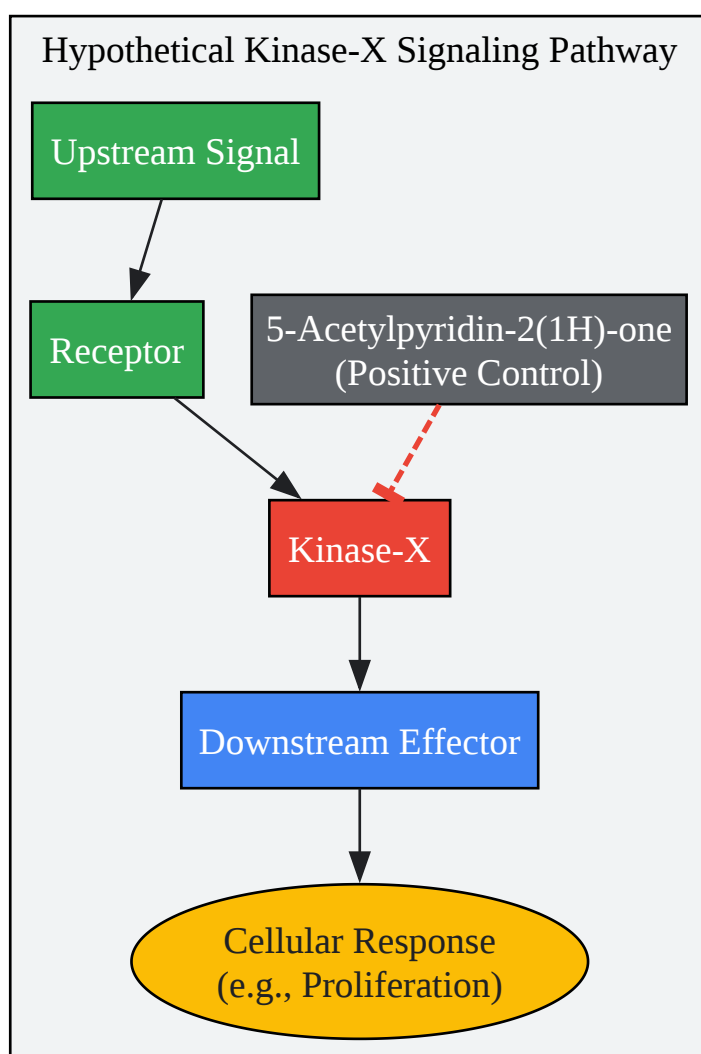 Hypothetical Kinase-X Signaling Pathway
Upstream Signal
Receptor
5-Acetylpyridin-2(1H)-one
(Positive Control)
Kinase-X
Downstream Effector
Cellular Response
(e.g., Proliferation)